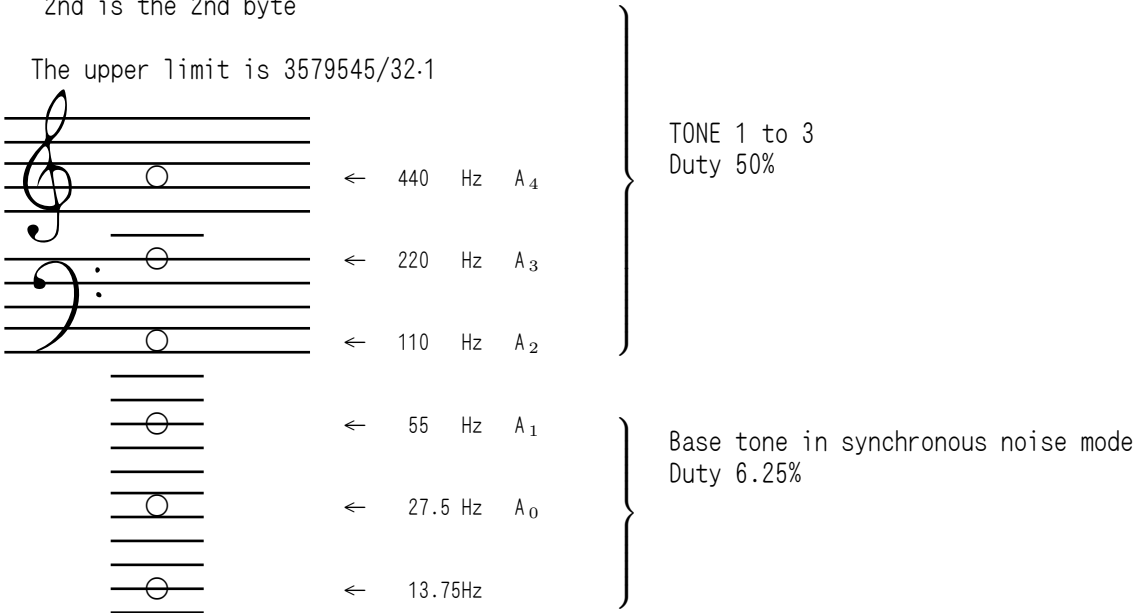 2nd is the 2nd byte
The upper limit is 3579545/32·1
TONE 1 to 3
Duty 50%
← 440 Hz A4
← 220 Hz A3
← 110 Hz A2
← 55 Hz A1
Base tone in synchronous noise mode
Duty 6.25%
← 27.5 Hz A0
← 13.75Hz